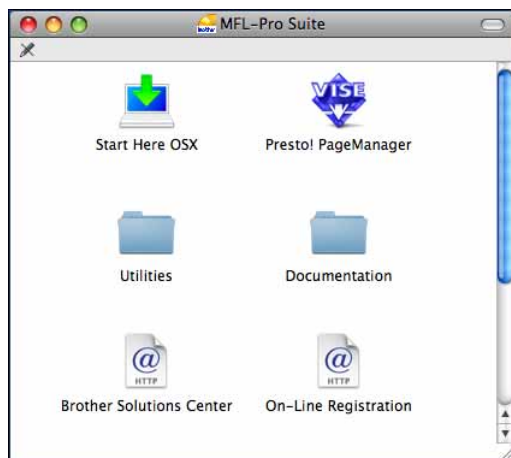 MFL-Pro Suite
Start Here OSX
Presto! PageManager
VISE
Utilities
Documentation
@
HTTP
@
HTTP
Brother Solutions Center
On-Line Registration